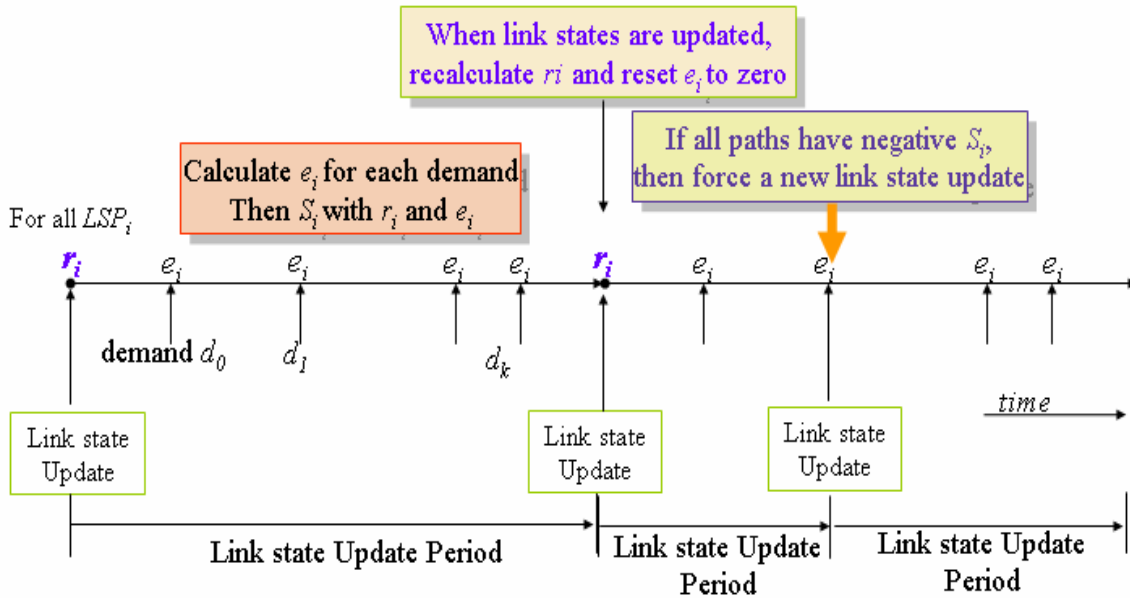 When link states are updated,
recalculate ri and reset ei to zero
If all paths have negative Si,
then force a new link state update
Calculate ei for each demand
Then Si with ri and ei
For all LSPi
ri ei ei ei ei ri ei ei ei ei
demand d0 d1 dk
time
Link state
Update
Link state
Update
Link state
Update
Link state Update Period
Link state Update
Period
Link state Update
Period